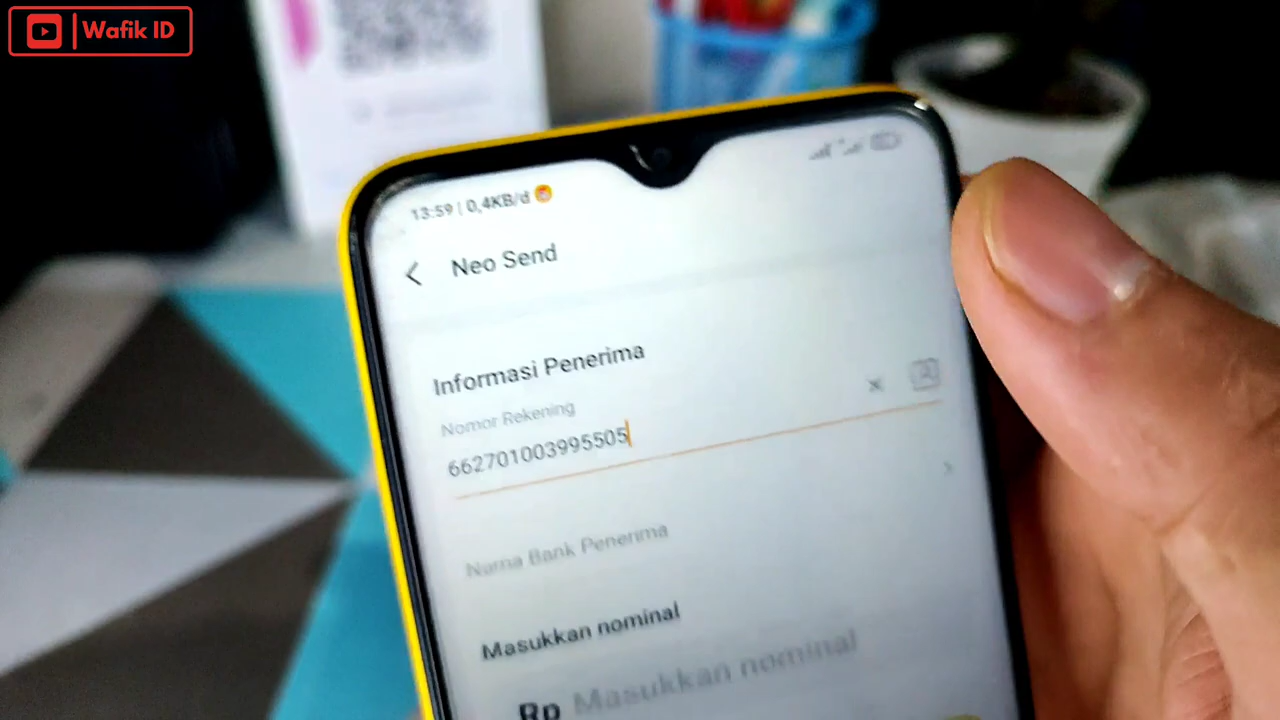 Wafik ID
13:59 | 0,4KB/d
Neo Send
Informasi Penerima
Nomor Rekening
662701003995505
Nama Bank Penerima
Masukkan nominal
Rp Masukkan nominal